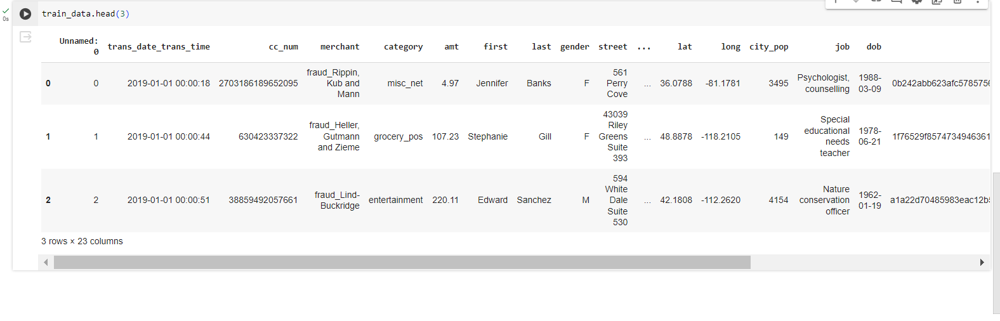 train_data.head(3)
0s
Unnamed: 0 trans_date_trans_time cc_num merchant category amt first last gender street ... lat long city_pop job dob
0 0 2019-01-01 00:00:18 2703186189652095 fraud_Rippin, Kub and Mann misc_net 4.97 Jennifer Banks F 561 Perry Cove ... 36.0788 -81.1781 3495 Psychologist, counselling 1988-03-09 0b242abb623afc578575
1 1 2019-01-01 00:00:44 630423337322 fraud_Heller, Gutmann and Zieme grocery_pos 107.23 Stephanie Gill F 43039 Riley Greens Suite 393 ... 48.8878 -118.2105 149 Special educational needs teacher 1978-06-21 1f76529f8574734946361
2 2 2019-01-01 00:00:51 38859492057661 fraud_Lind-Buckridge entertainment 220.11 Edward Sanchez M 594 White Dale Suite 530 ... 42.1808 -112.2620 4154 Nature conservation officer 1962-01-19 a1a22d70485983eac12b
3 rows × 23 columns